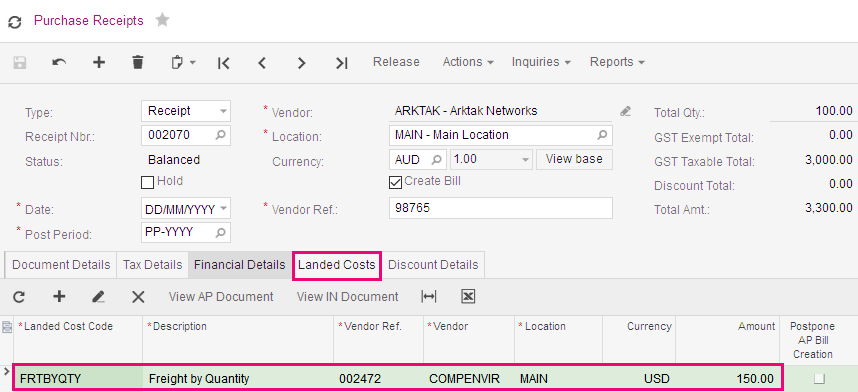 Purchase Receipts
Release Actions Inquiries Reports
Type: Receipt * Vendor: ARKTAK - Arktak Networks Total Qty.: 100.00
Receipt Nbr.: 002070 * Location: MAIN - Main Location GST Exempt Total: 0.00
Status: Balanced Currency: AUD 1.00 View base GST Taxable Total: 3,000.00
Hold Create Bill Discount Total: 0.00
* Date: DD/MM/YYYY * Vendor Ref.: 98765 Total Amt.: 3,300.00
* Post Period: PP-YYYY
Document Details Tax Details Financial Details Landed Costs Discount Details
View AP Document View IN Document
* Landed Cost Code * Description * Vendor Ref. * Vendor * Location Currency Amount Postpone
AP Bill
Creation
FRTBYQTY Freight by Quantity 002472 COMPENVIR MAIN USD 150.00